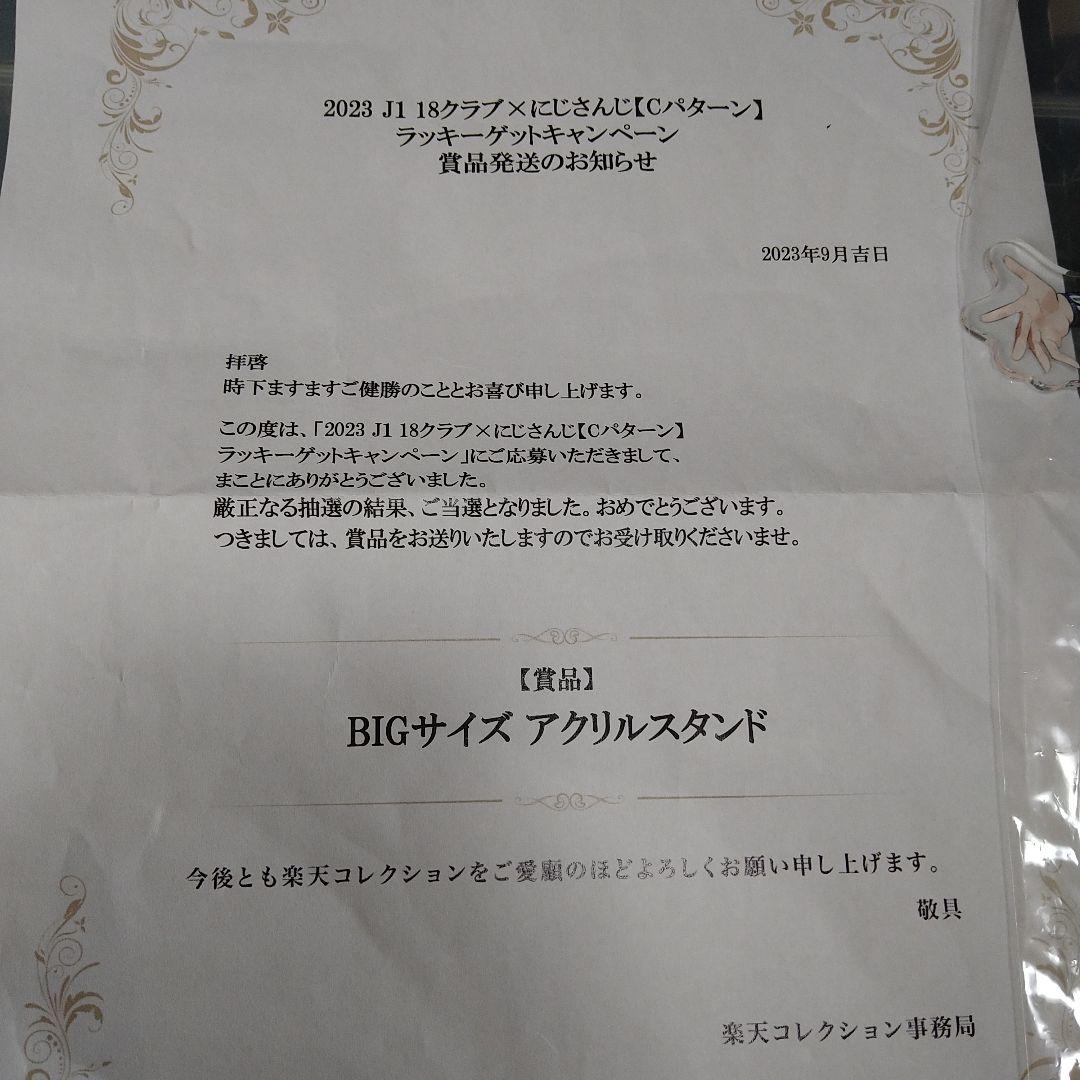 2023 J1 18クラブ×にじさんじ【Cパターン】
ラッキーゲットキャンペーン
賞品発送のお知らせ
2023年9月吉日
拝啓
時下ますますご健勝のこととお喜び申し上げます。
この度は、「2023 J1 18クラブ×にじさんじ【Cパターン】
ラッキーゲットキャンペーン」にご応募いただきまして、
まことにありがとうございました。
厳正なる抽選の結果、ご当選となりました。おめでとうございます。
つきましては、賞品をお送りいたしますのでお受け取りくださいませ。
【賞品】
BIGサイズ アクリルスタンド
今後とも楽天コレクションをご愛願のほどよろしくお願い申し上げます。
敬具
楽天コレクション事務局